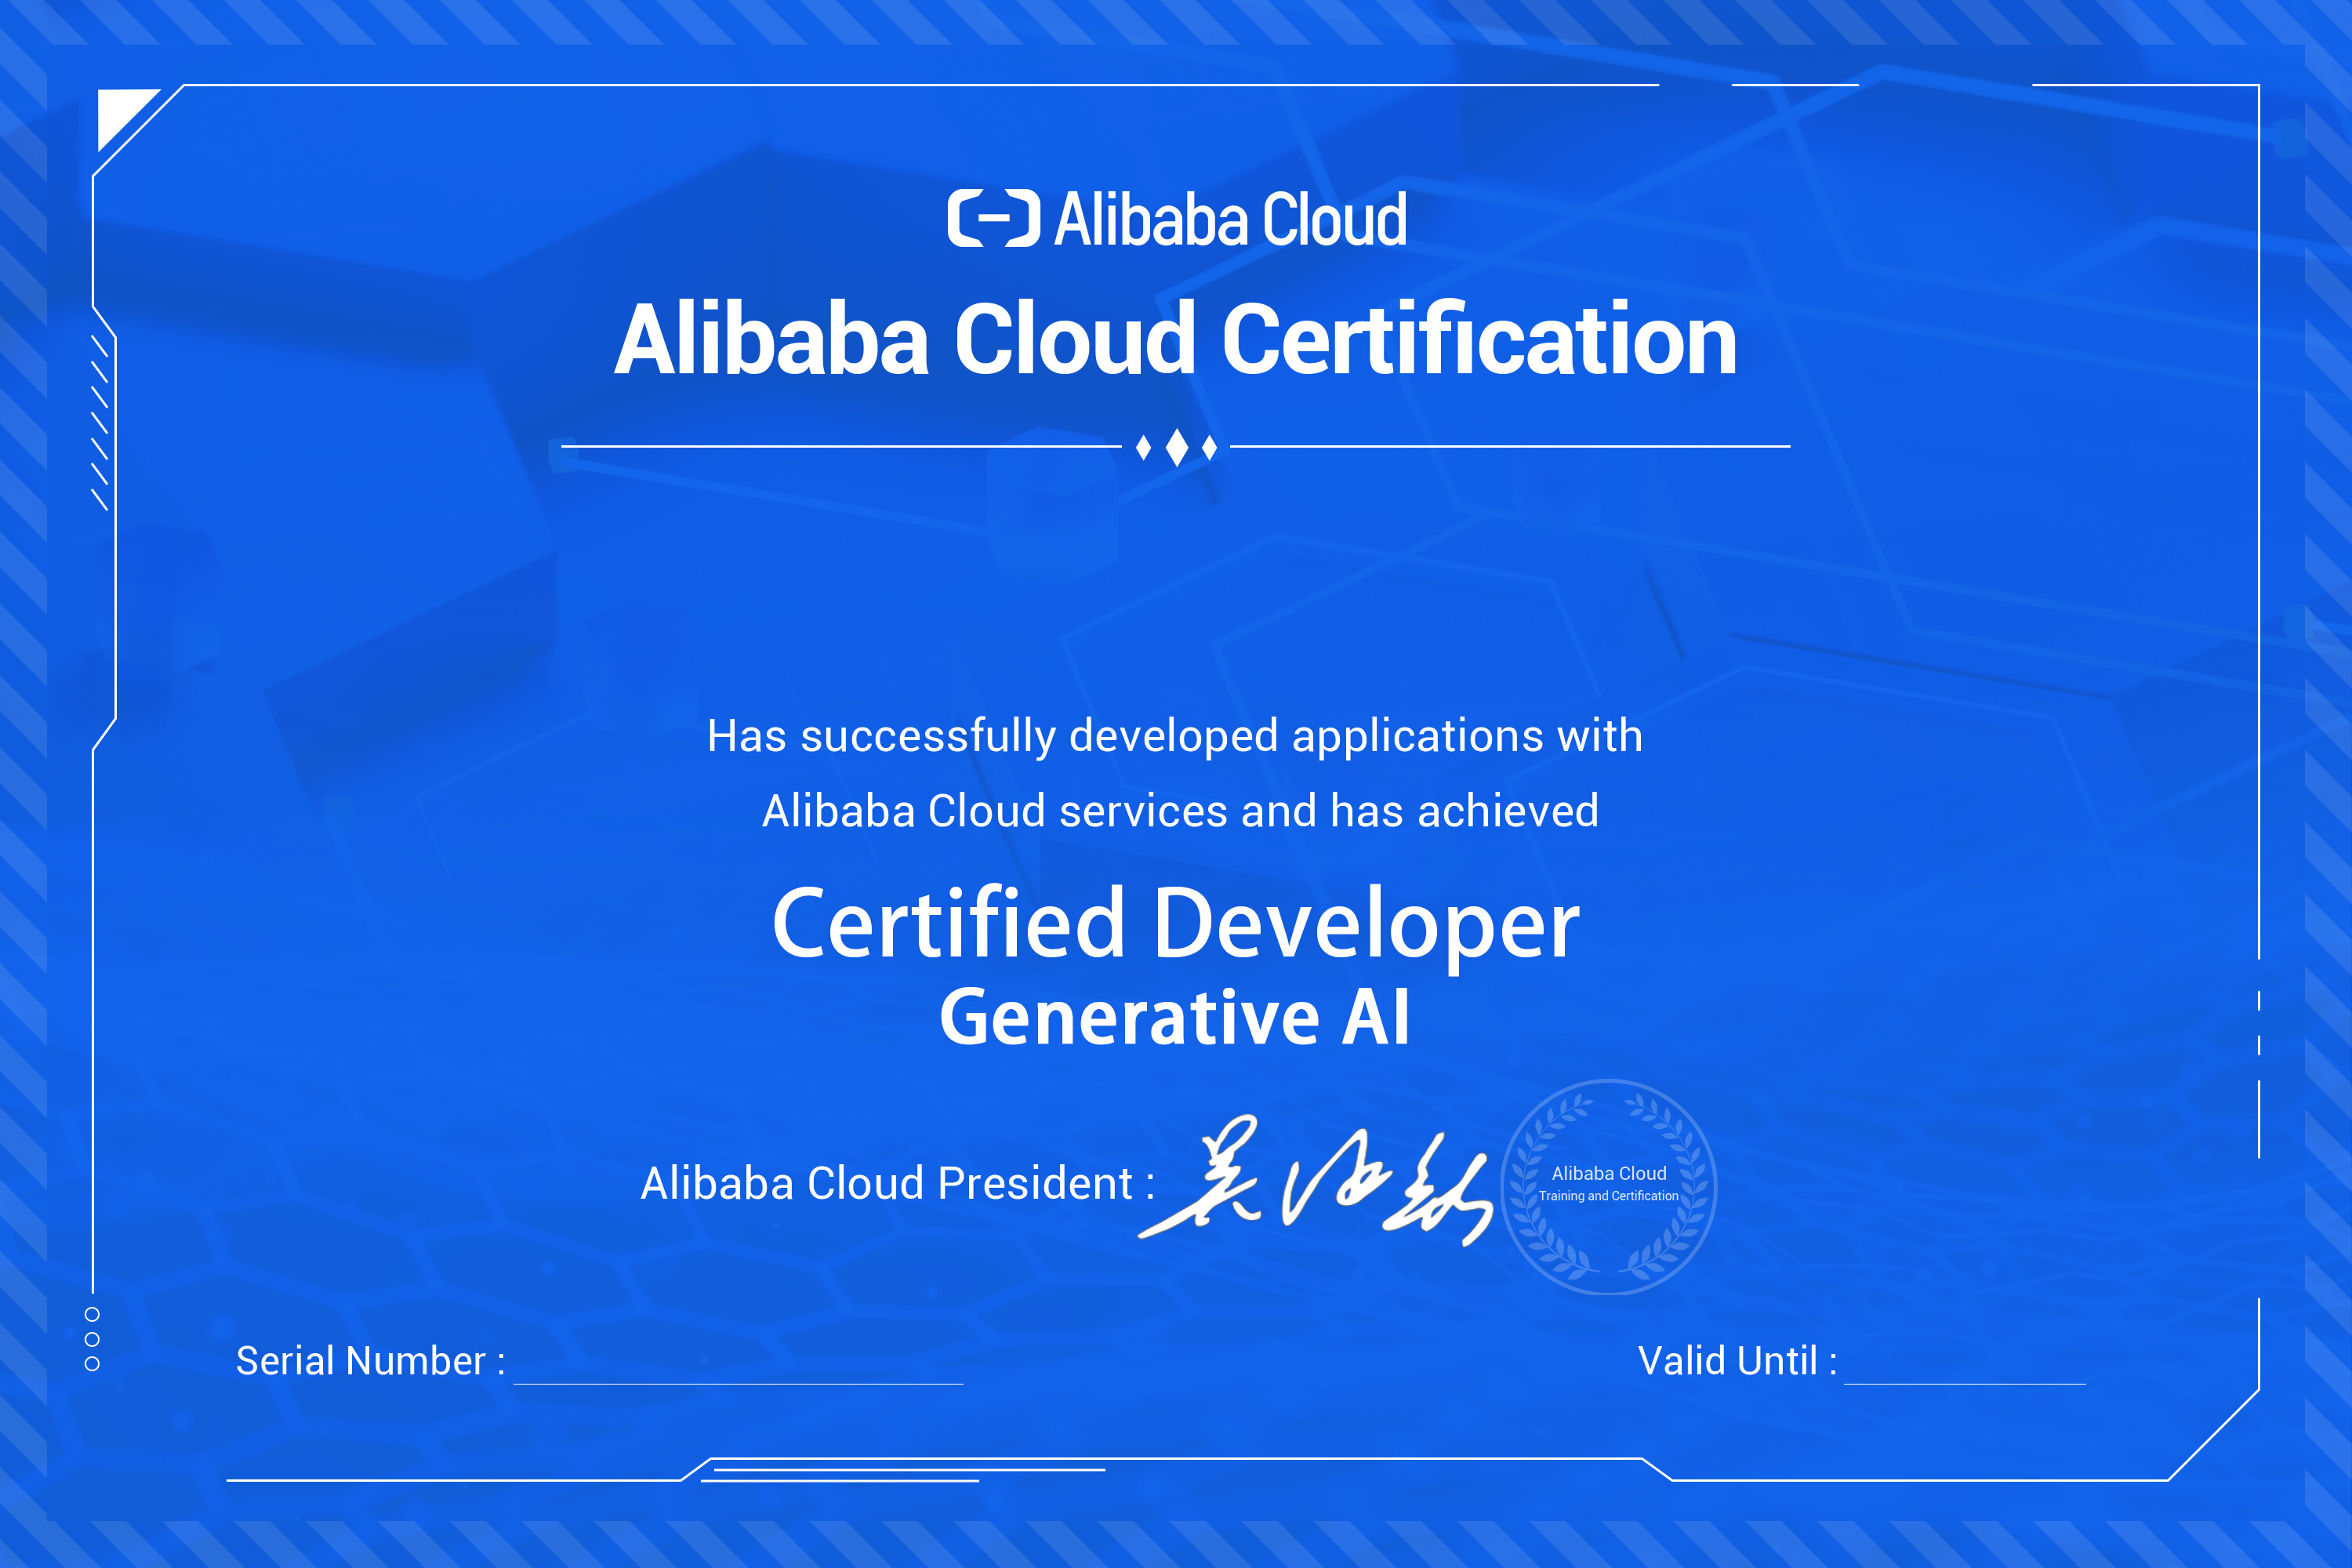 Alibaba Cloud
Alibaba Cloud Certification
Has successfully developed applications with
Alibaba Cloud services and has achieved
Certified Developer
Generative AI
Alibaba Cloud President :
Alibaba Cloud
Training and Certification
Serial Number :
Valid Until :